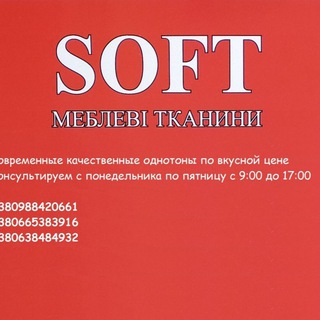 SOFT
МЕБЛЕВІ ТКАНИНИ
овременные качественные однотоны по вкусной цене
онсультируем с понедельника по пятницу с 9:00 до 17:00
380988420661
380665383916
380638484932